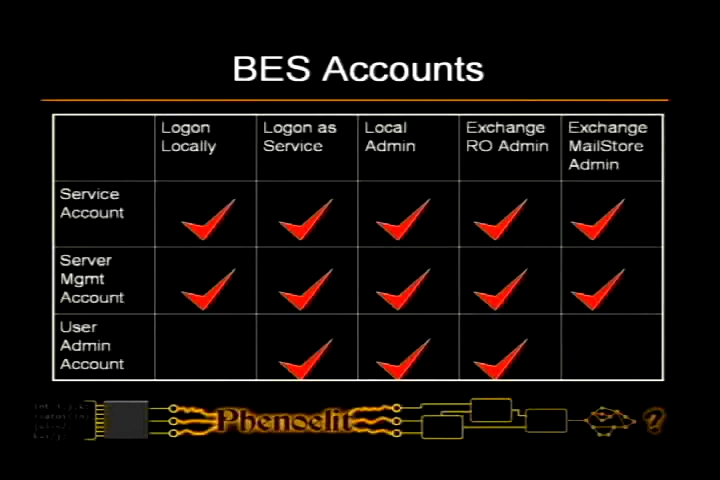 BES Accounts
Logon
Locally
Logon as
Service
Local
Admin
Exchange
RO Admin
Exchange
MailStore
Admin
Service
Account
Server
Mgmt
Account
User
Admin
Account
Phenoelit
?